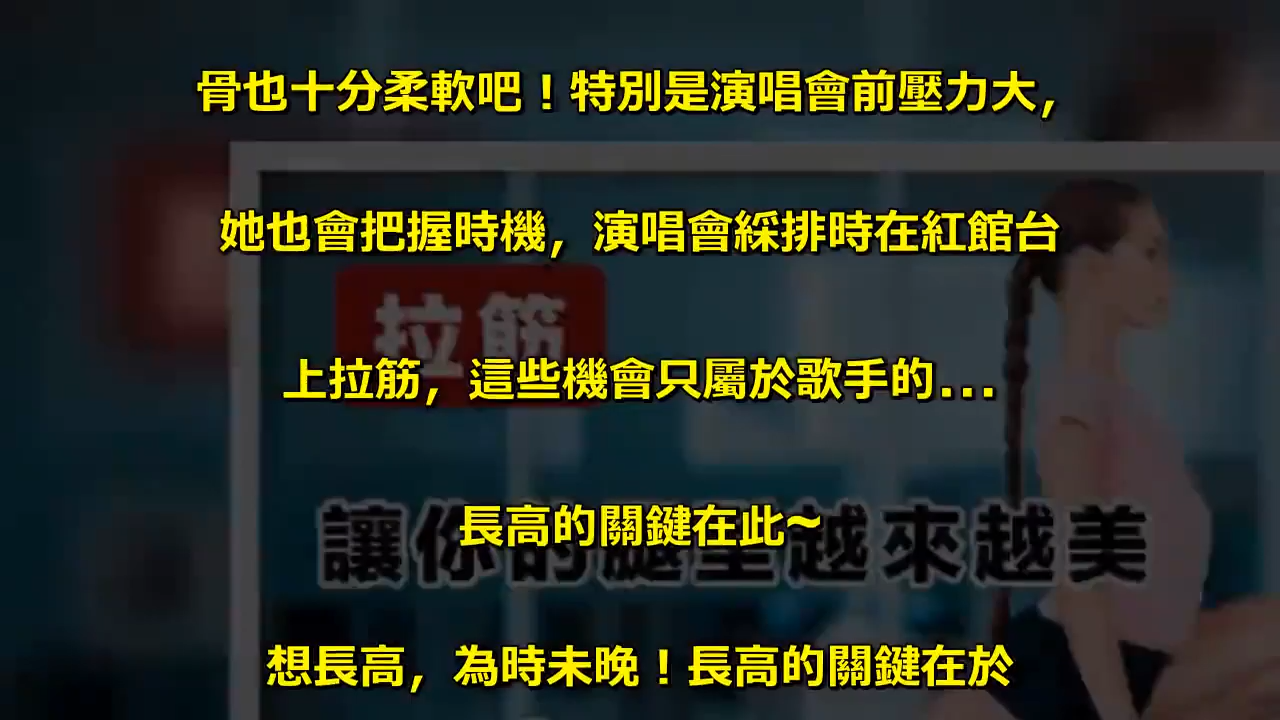 骨也十分柔軟吧！特別是演唱會前壓力大，
她也會把握時機，演唱會綵排時在紅館台
拉筋
上拉筋，這些機會只屬於歌手的...
長高的關鍵在此~
讓你的腿型越來越美
想長高，為時未晚！長高的關鍵在於